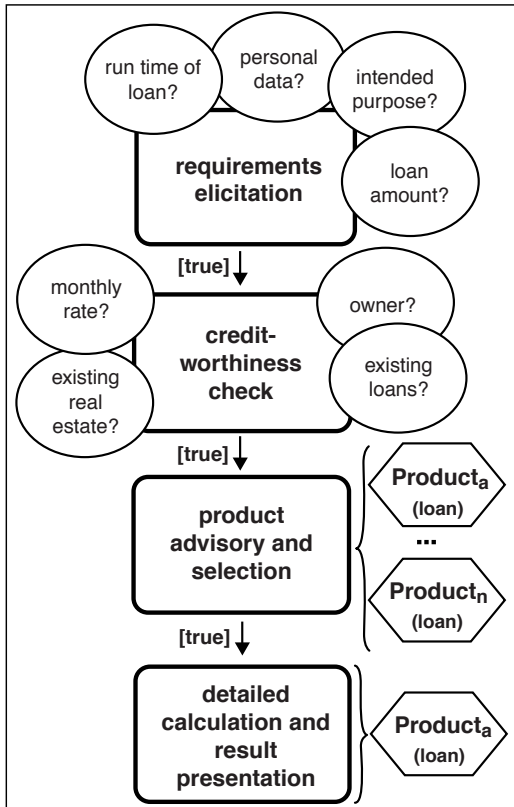 run time of
loan?
personal
data?
intended
purpose?
requirements
elicitation
loan
amount?
[true]
monthly
rate?
owner?
credit-
worthiness
check
existing
real
estate?
existing
loans?
[true]
product
advisory and
selection
Producta
(loan)
...
Productn
(loan)
[true]
detailed
calculation and
result
presentation
Producta
(loan)